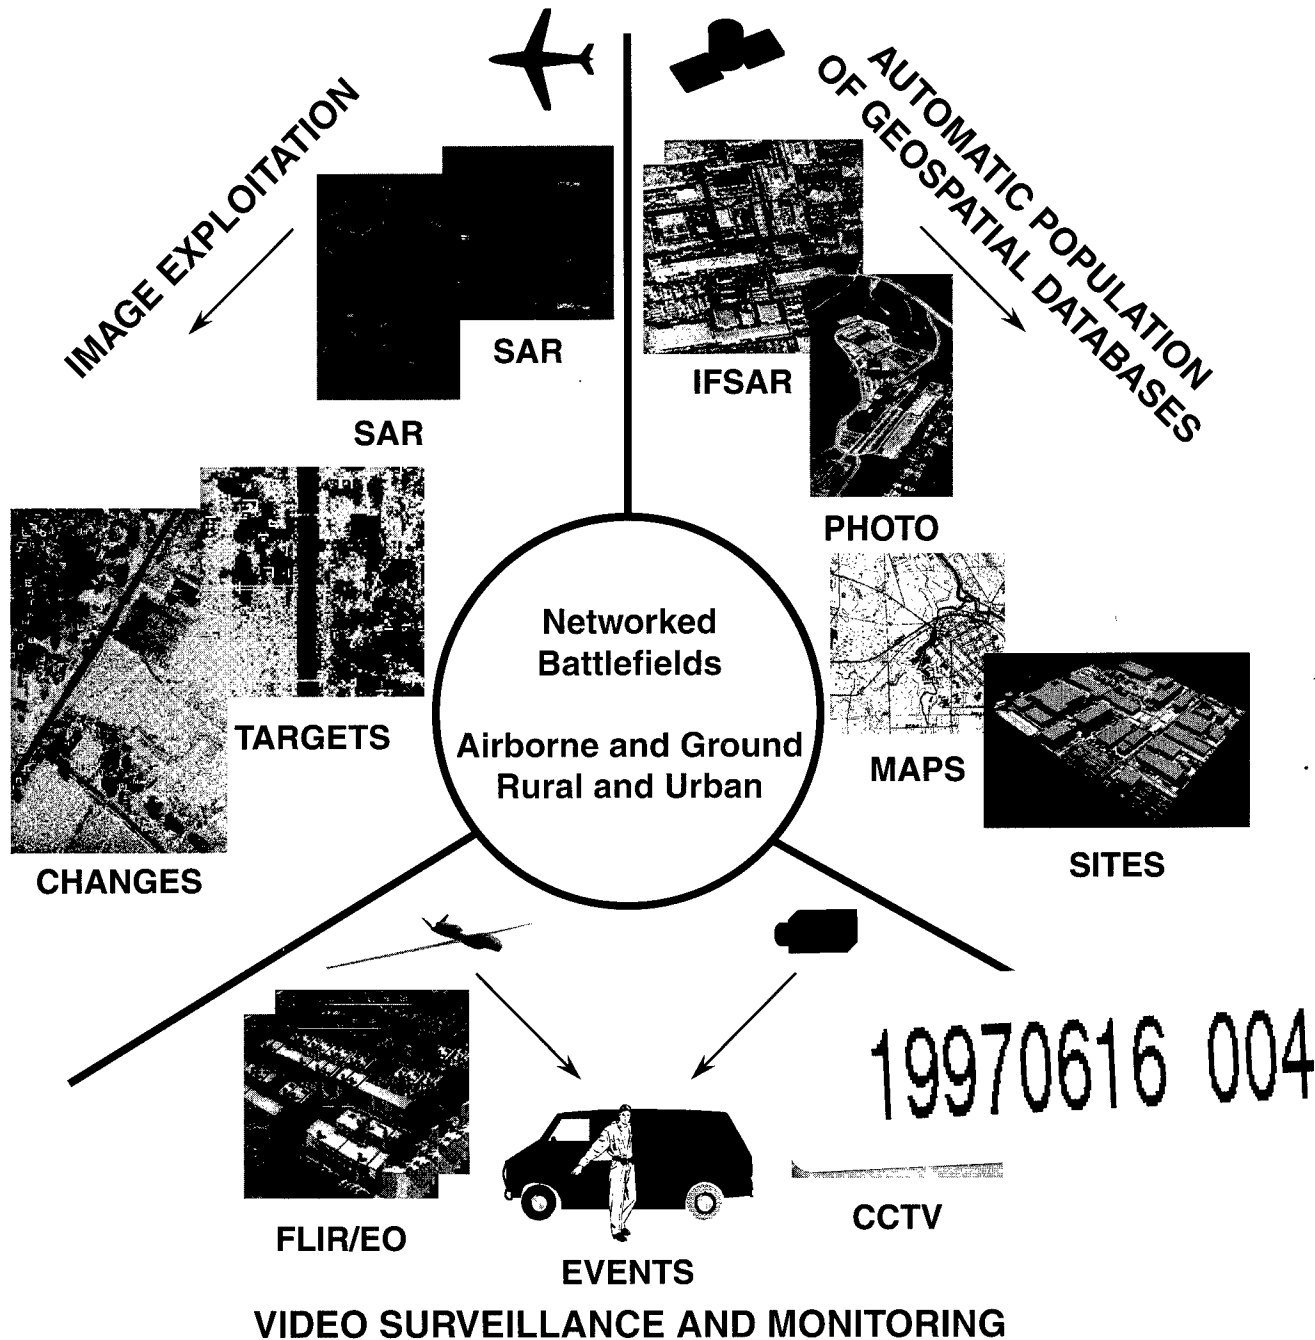 IMAGE EXPLOITATION
AUTOMATIC POPULATION
OF GEOSPATIAL DATABASES
SAR
SAR
IFSAR
PHOTO
TARGETS
CHANGES
MAPS
SITES
Networked
Battlefields
Airborne and Ground
Rural and Urban
19970616 004
FLIR/EO
EVENTS
CCTV
VIDEO SURVEILLANCE AND MONITORING